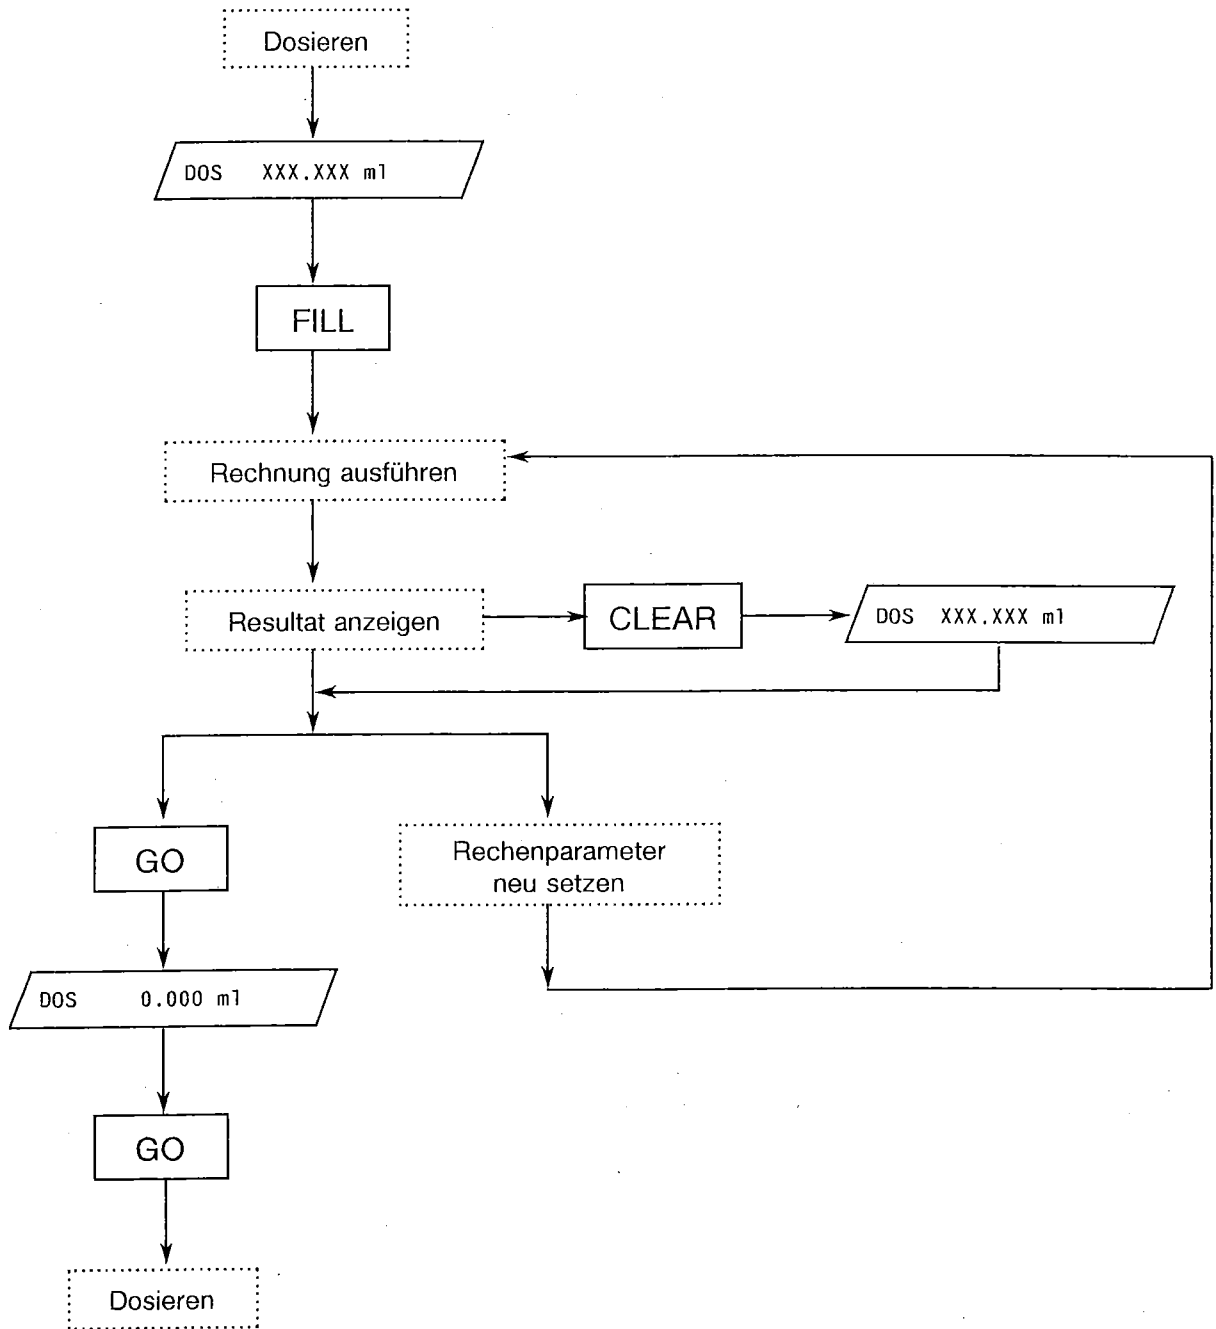 Dosieren
DOS XXX.XXX ml
FILL
Rechnung ausführen
Resultat anzeigen
CLEAR
DOS XXX.XXX ml
GO
Rechenparameter
neu setzen
DOS 0.000 ml
GO
Dosieren